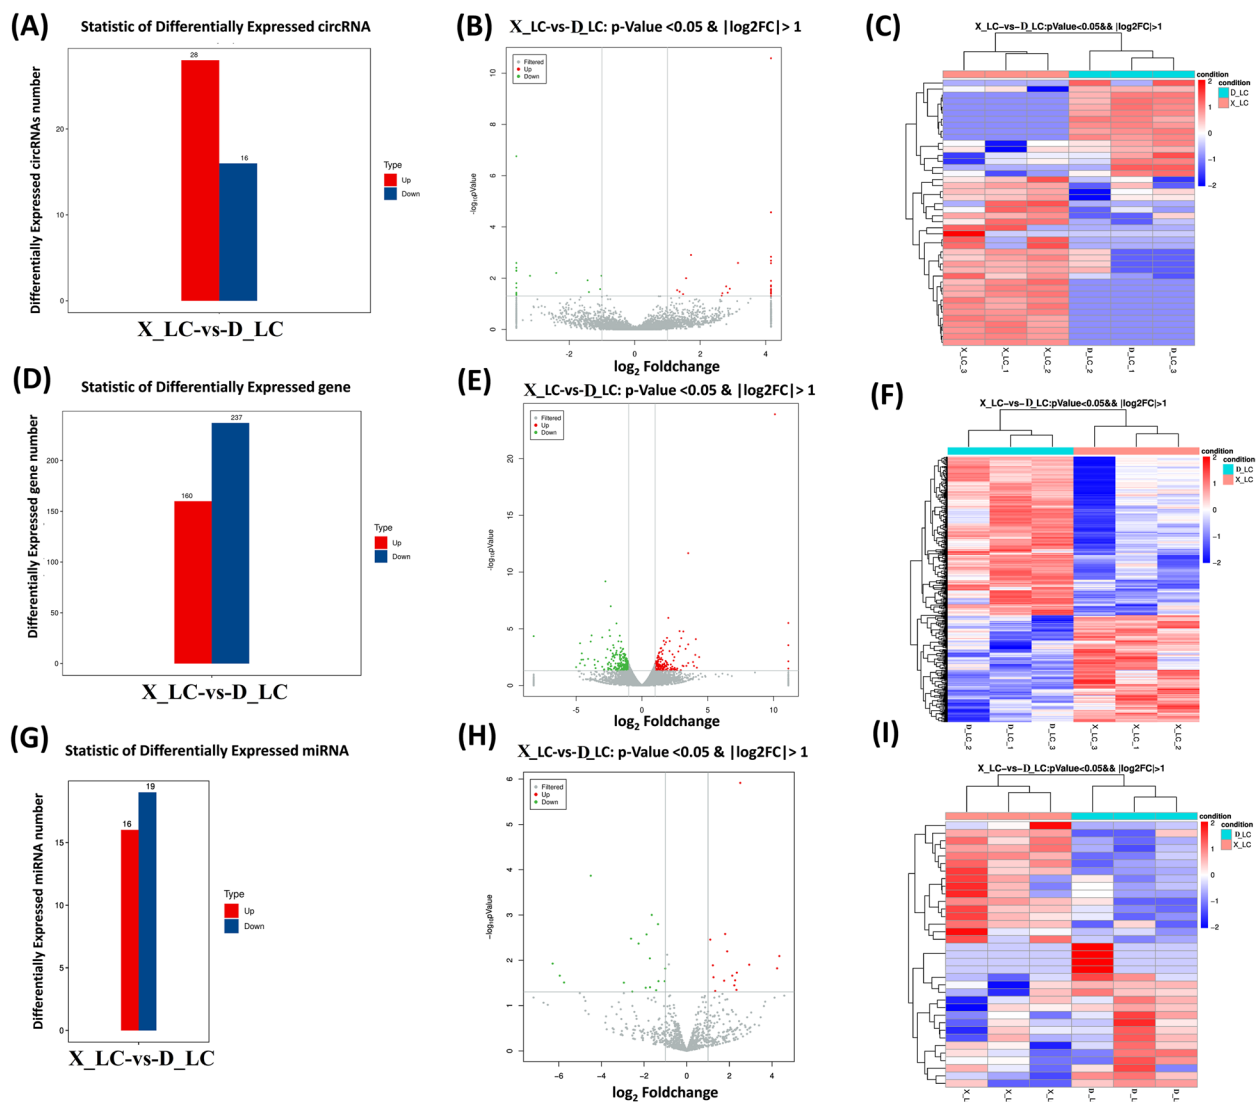 (A)
Statistic of Differentially Expressed circRNA
Differentially Expressed circRNAs number
28
16
20
10
0
Type
Up
Down
X_LC-vs-D_LC
(B)
X_LC-vs-D_LC: p-Value <0.05 & |log2FC|> 1
Filtered
Up
Down
-log₁₀pValue
10
8
6
4
2
0
-2
0
2
4
log₂ Foldchange
(C)
X_LC-vs-D_LC:pValue<0.05&& |log2FC|>1
condition
condition
D_LC
X_LC
2
1
0
−1
−2
X_LC_3
X_LC_1
X_LC_2
D_LC_2
D_LC_1
D_LC_3
(D)
Statistic of Differentially Expressed gene
Differentially Expressed gene number
160
237
200
150
100
50
0
Type
Up
Down
X_LC-vs-D_LC
(E)
X_LC-vs-D_LC: p-Value <0.05 & |log2FC|> 1
Filtered
Up
Down
-log₁₀pValue
20
15
10
5
0
-5
0
5
10
log₂ Foldchange
(F)
X_LC-vs-D_LC:pValue<0.05&& |log2FC|>1
condition
condition
D_LC
X_LC
2
1
0
−1
−2
D_LC_2
D_LC_1
D_LC_3
X_LC_3
X_LC_1
X_LC_2
(G)
Statistic of Differentially Expressed miRNA
Differentially Expressed miRNA number
16
19
15
10
5
0
Type
Up
Down
X_LC-vs-D_LC
(H)
X_LC-vs-D_LC: p-Value <0.05 & |log2FC|> 1
Filtered
Up
Down
−log₁₀pValue
6
5
4
3
2
1
0
−6
−4
−2
0
2
4
log₂ Foldchange
(I)
X_LC-vs-D_LC:pValue<0.05&& |log2FC|>1
condition
condition
D_LC
X_LC
2
1
0
−1
−2
X_L
X_L
X_L
D_L
D_L
D_L